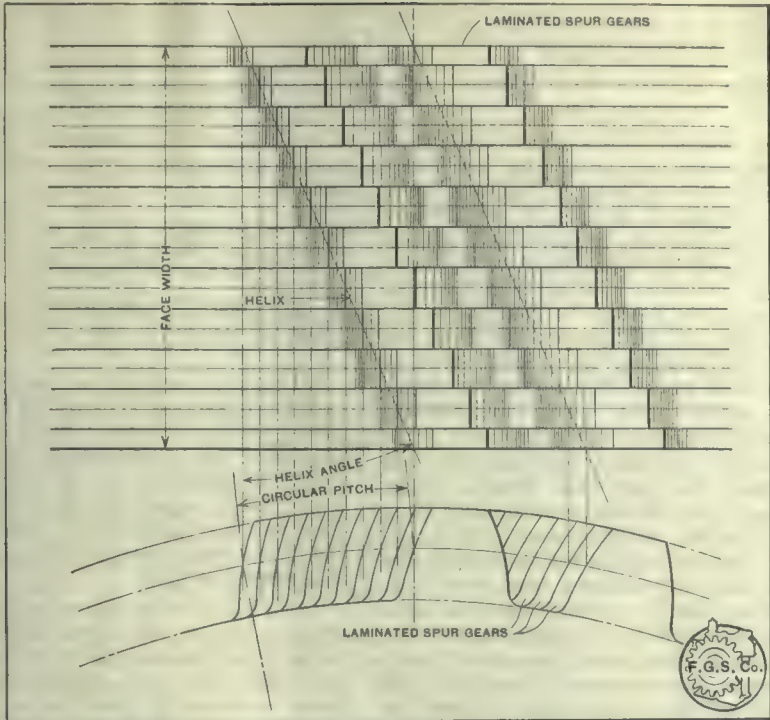 LAMINATED SPUR GEARS
FACE WIDTH
HELIX
HELIX ANGLE
CIRCULAR PITCH
LAMINATED SPUR GEARS
F.G.S. Co.